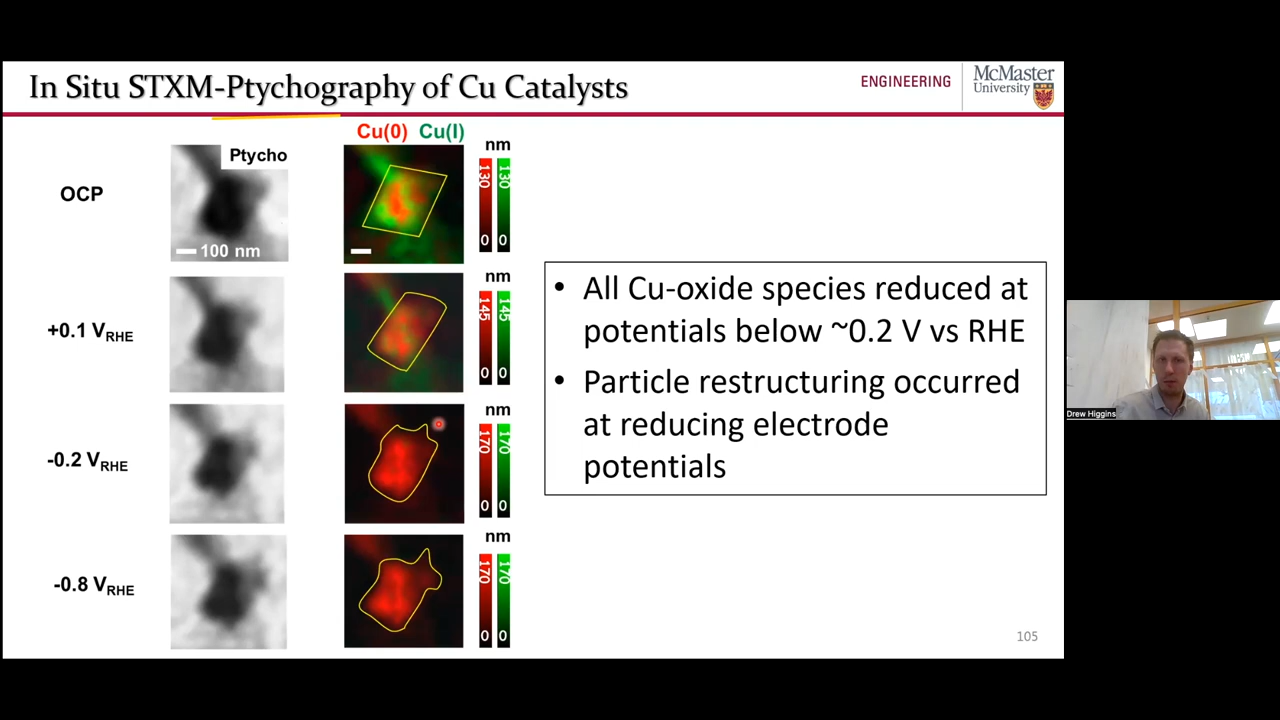 In Situ STXM-Ptychography of Cu Catalysts
ENGINEERING
McMaster
University
Cu(0) Cu(I)
nm
OCP
Ptycho
100 nm
130
130
0
0
nm
+0.1 VRHE
145
145
0
0
nm
-0.2 VRHE
170
170
0
0
nm
-0.8 VRHE
170
170
0
0
• All Cu-oxide species reduced at
potentials below ~0.2 V vs RHE
• Particle restructuring occurred
at reducing electrode
potentials
105
Drew Higgins